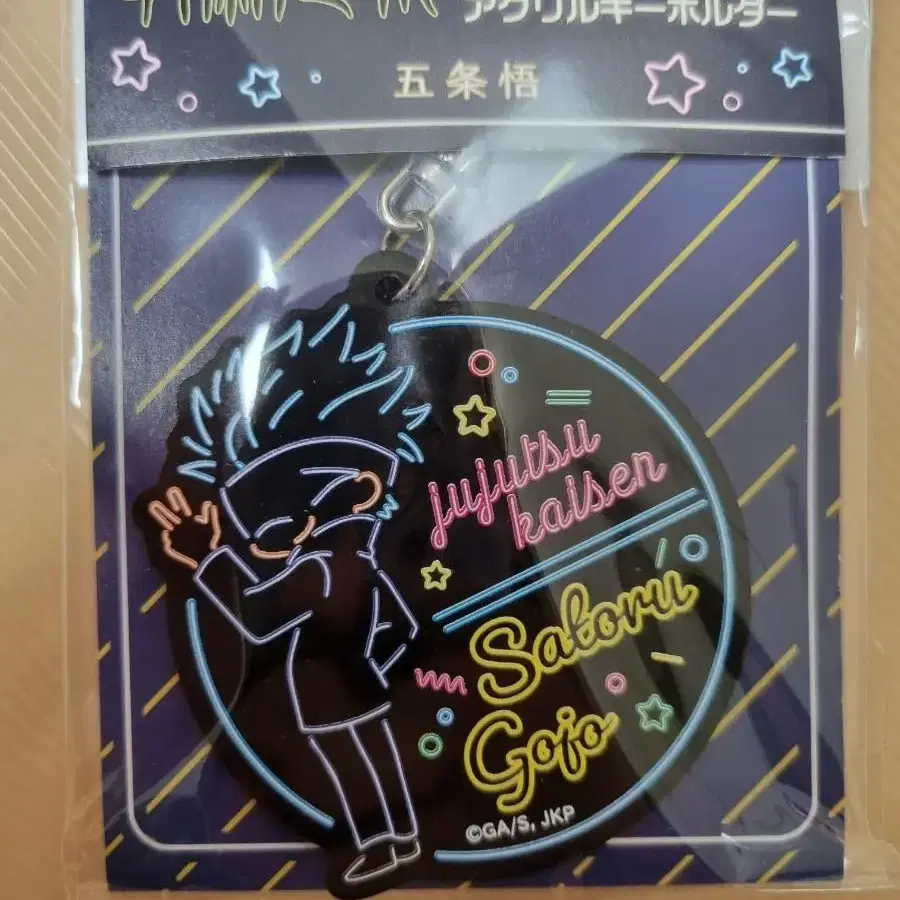 アクリルキーホルダー
五条悟
jujutsu
kaisen
Satoru
Gojo
©GA/S, JKP